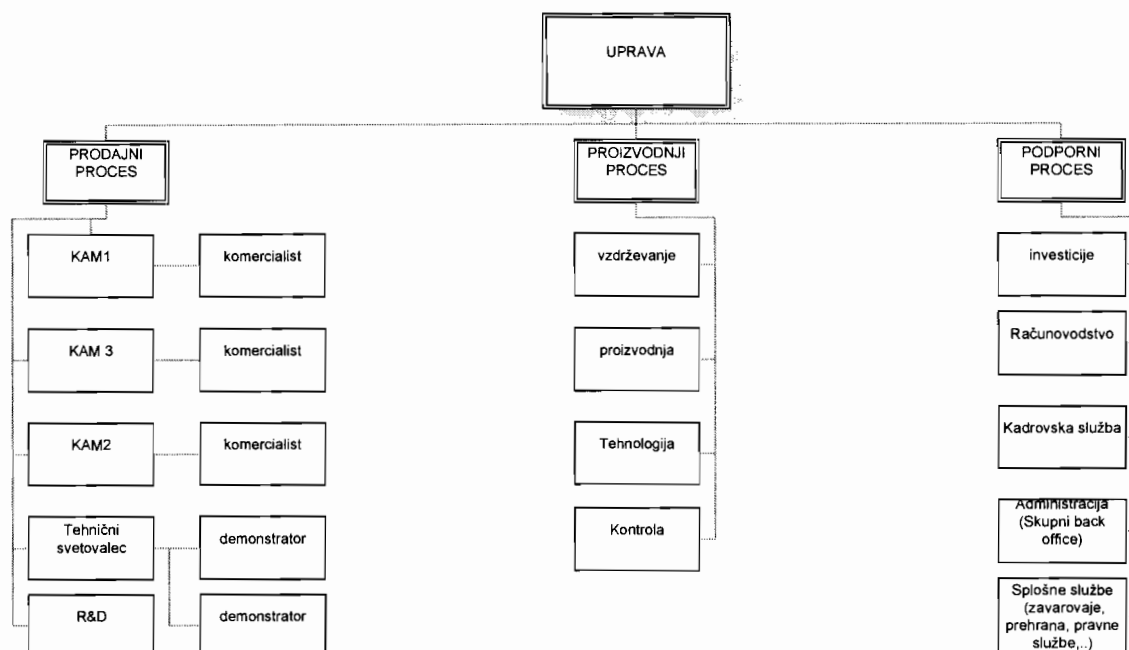 UPRAVA
PRODAJNI
PROCES
PROIZVODNJI
PROCES
PODPORNI
PROCES
KAM1
komercialist
vzdrževanje
investicije
KAM 3
komercialist
proizvodnja
Računovodstvo
KAM2
komercialist
Tehnologija
Kadrovska služba
Tehnični
svetovalec
demonstrator
Kontrola
Administracija
(Skupni back
office)
R&D
demonstrator
Splošne službe
(zavarovaje,
prehrana, pravne
službe,..)